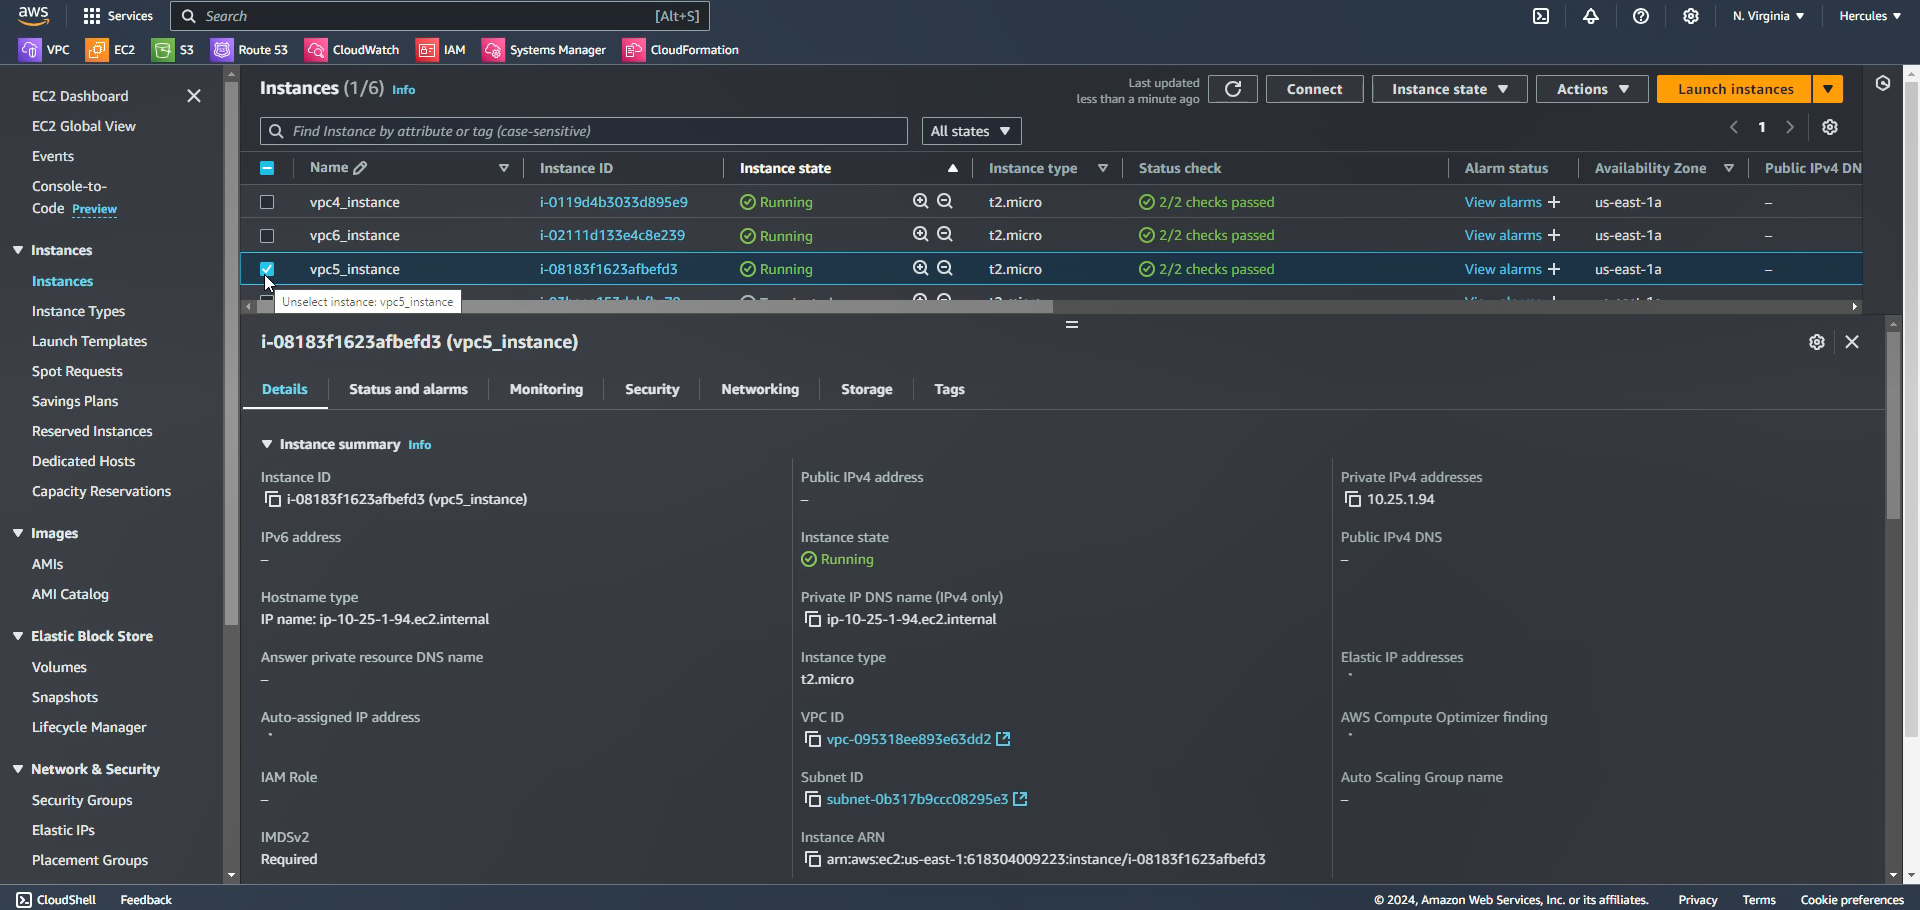 aws
Services
Search
[Alt+S]
N. Virginia
Hercules
VPC
EC2
S3
Route 53
CloudWatch
IAM
Systems Manager
CloudFormation
EC2 Dashboard
EC2 Global View
Events
Console-to-
Code Preview
Instances
Instances
Instance Types
Launch Templates
Spot Requests
Savings Plans
Reserved Instances
Dedicated Hosts
Capacity Reservations
Images
AMIs
AMI Catalog
Elastic Block Store
Volumes
Snapshots
Lifecycle Manager
Network & Security
Security Groups
Elastic IPs
Placement Groups
Instances (1/6) Info
Last updated
less than a minute ago
Connect
Instance state
Actions
Launch instances
Find Instance by attribute or tag (case-sensitive)
All states
1
Name Instance ID Instance state Instance type Status check Alarm status Availability Zone Public IPv4 DN
vpc4_instance i-0119d4b3033d895e9 Running t2.micro 2/2 checks passed View alarms + us-east-1a –
vpc6_instance i-02111d133e4c8e239 Running t2.micro 2/2 checks passed View alarms + us-east-1a –
vpc5_instance i-08183f1623afbefd3 Running t2.micro 2/2 checks passed View alarms + us-east-1a –
Unselect instance: vpc5_instance
i-08183f1623afbefd3 (vpc5_instance)
Details
Status and alarms
Monitoring
Security
Networking
Storage
Tags
Instance summary Info
Instance ID
i-08183f1623afbefd3 (vpc5_instance)
Public IPv4 address
–
Private IPv4 addresses
10.25.1.94
IPv6 address
–
Instance state
Running
Public IPv4 DNS
–
Hostname type
IP name: ip-10-25-1-94.ec2.internal
Private IP DNS name (IPv4 only)
ip-10-25-1-94.ec2.internal
Answer private resource DNS name
–
Instance type
t2.micro
Elastic IP addresses
Auto-assigned IP address
VPC ID
vpc-095318ee893e63dd2
AWS Compute Optimizer finding
IAM Role
–
Subnet ID
subnet-0b317b9ccc08295e3
Auto Scaling Group name
–
IMDSv2
Required
Instance ARN
arn:aws:ec2:us-east-1:618304009223:instance/i-08183f1623afbefd3
CloudShell
Feedback
© 2024, Amazon Web Services, Inc. or its affiliates.
Privacy
Terms
Cookie preferences